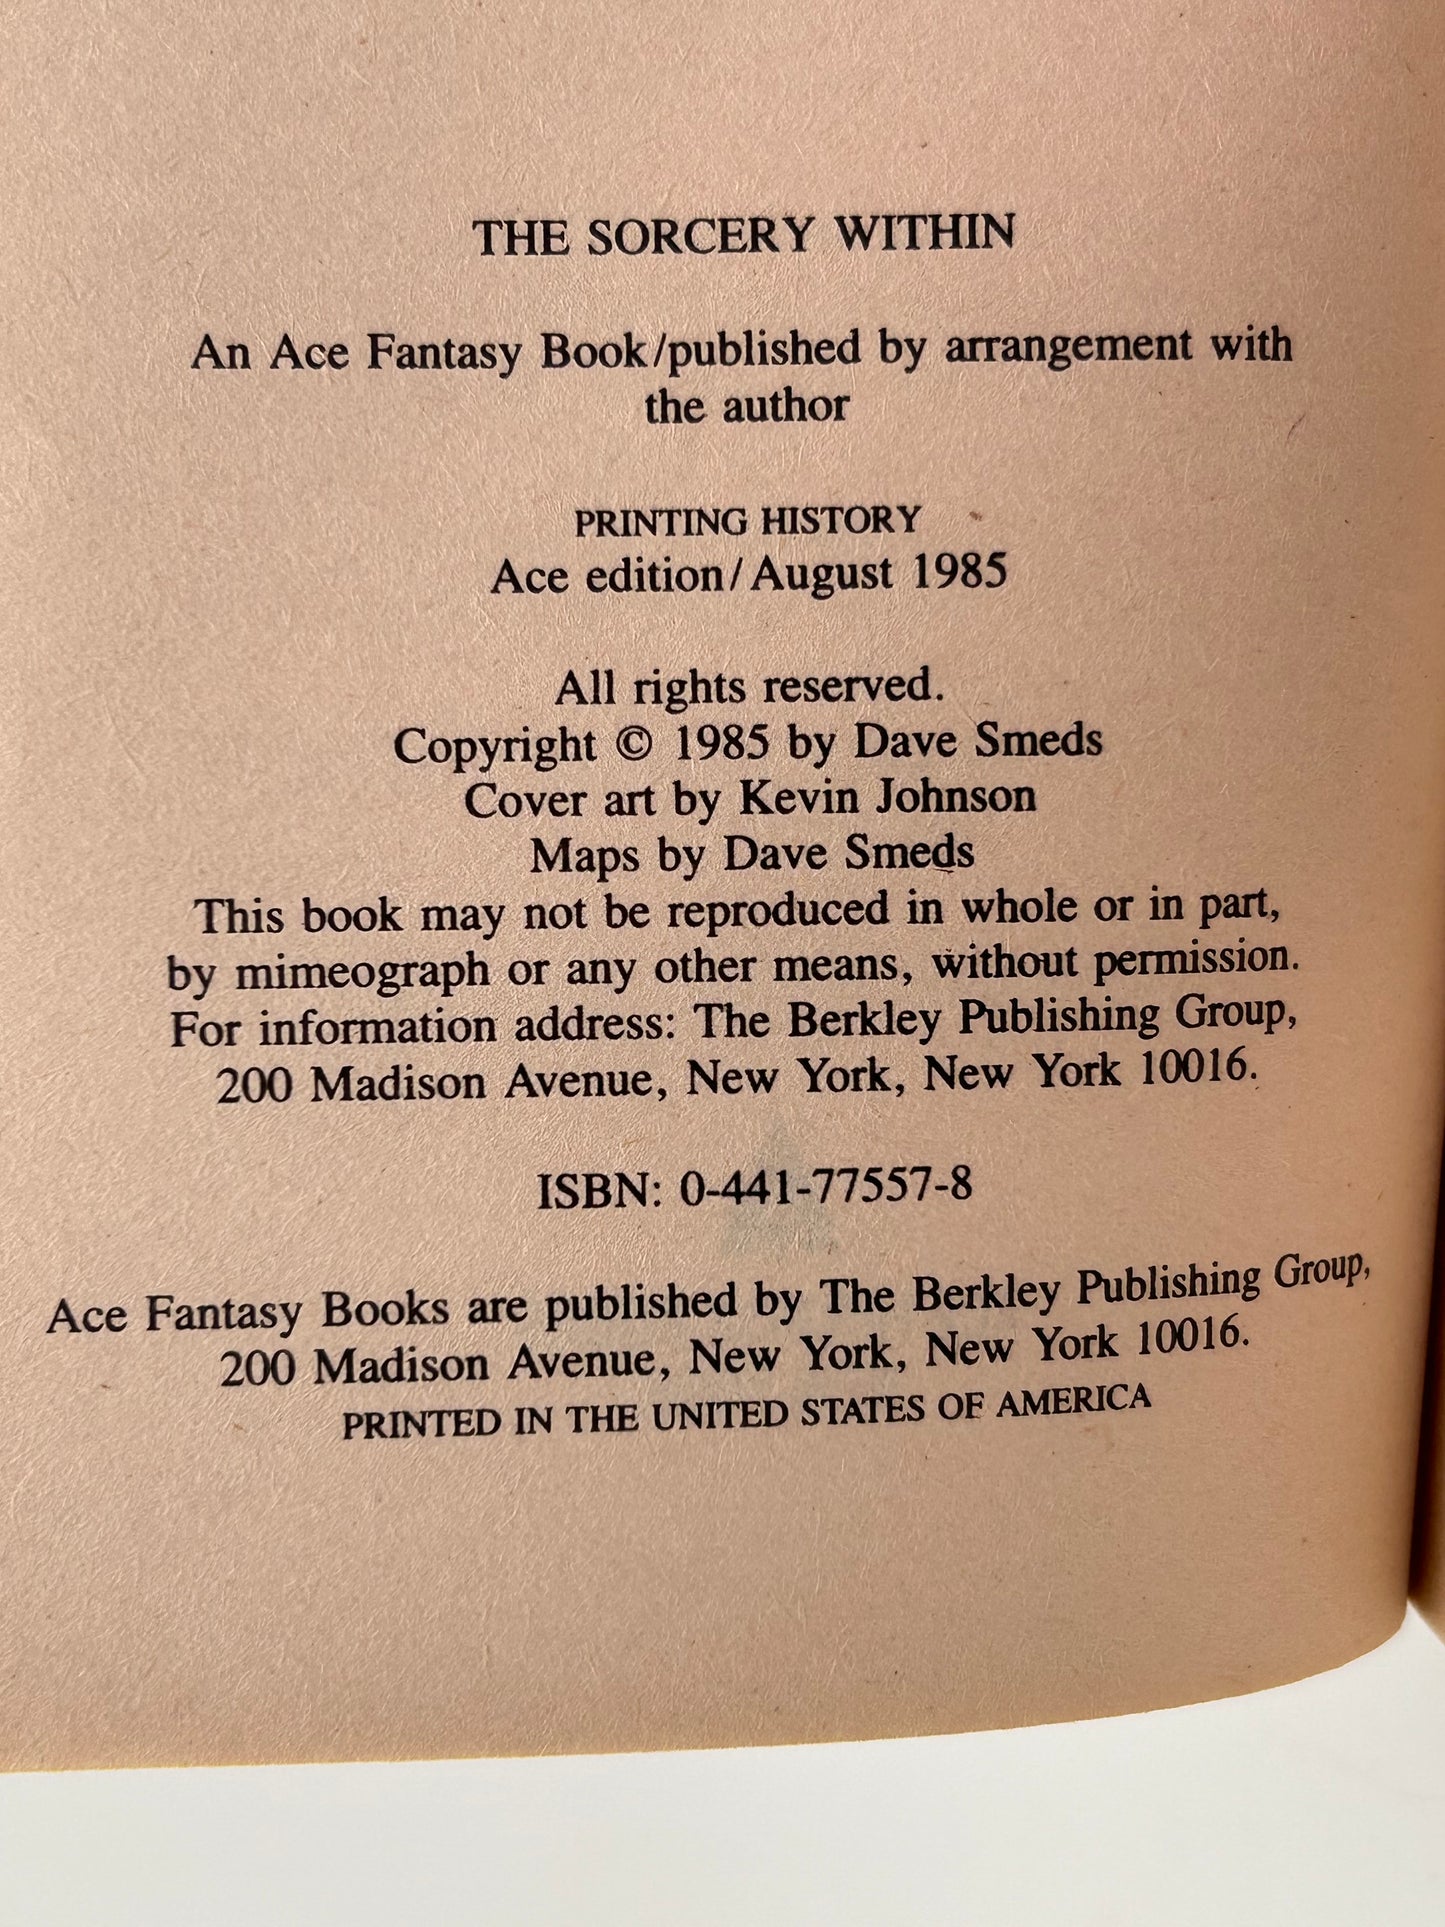 THE SORCERY WITHIN
An Ace Fantasy Book/published by arrangement with
the author
PRINTING HISTORY
Ace edition/August 1985
All rights reserved.
Copyright © 1985 by Dave Smeds
Cover art by Kevin Johnson
Maps by Dave Smeds
This book may not be reproduced in whole or in part,
by mimeograph or any other means, without permission.
For information address: The Berkley Publishing Group,
200 Madison Avenue, New York, New York 10016.
ISBN: 0-441-77557-8
Ace Fantasy Books are published by The Berkley Publishing Group,
200 Madison Avenue, New York, New York 10016.
PRINTED IN THE UNITED STATES OF AMERICA